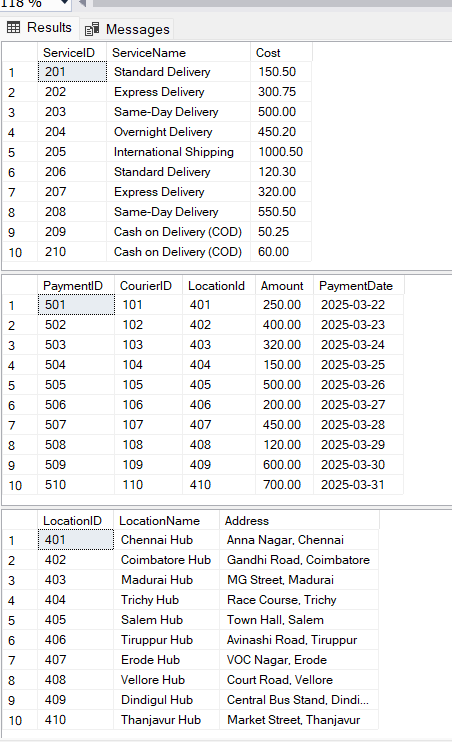 118 %
Results Messages
ServiceID ServiceName Cost
1 201 Standard Delivery 150.50
2 202 Express Delivery 300.75
3 203 Same-Day Delivery 500.00
4 204 Overnight Delivery 450.20
5 205 International Shipping 1000.50
6 206 Standard Delivery 120.30
7 207 Express Delivery 320.00
8 208 Same-Day Delivery 550.50
9 209 Cash on Delivery (COD) 50.25
10 210 Cash on Delivery (COD) 60.00
PaymentID CourierID LocationId Amount PaymentDate
1 501 101 401 250.00 2025-03-22
2 502 102 402 400.00 2025-03-23
3 503 103 403 320.00 2025-03-24
4 504 104 404 150.00 2025-03-25
5 505 105 405 500.00 2025-03-26
6 506 106 406 200.00 2025-03-27
7 507 107 407 450.00 2025-03-28
8 508 108 408 120.00 2025-03-29
9 509 109 409 600.00 2025-03-30
10 510 110 410 700.00 2025-03-31
LocationID LocationName Address
1 401 Chennai Hub Anna Nagar, Chennai
2 402 Coimbatore Hub Gandhi Road, Coimbatore
3 403 Madurai Hub MG Street, Madurai
4 404 Trichy Hub Race Course, Trichy
5 405 Salem Hub Town Hall, Salem
6 406 Tiruppur Hub Avinashi Road, Tiruppur
7 407 Erode Hub VOC Nagar, Erode
8 408 Vellore Hub Court Road, Vellore
9 409 Dindigul Hub Central Bus Stand, Dindi...
10 410 Thanjavur Hub Market Street, Thanjavur